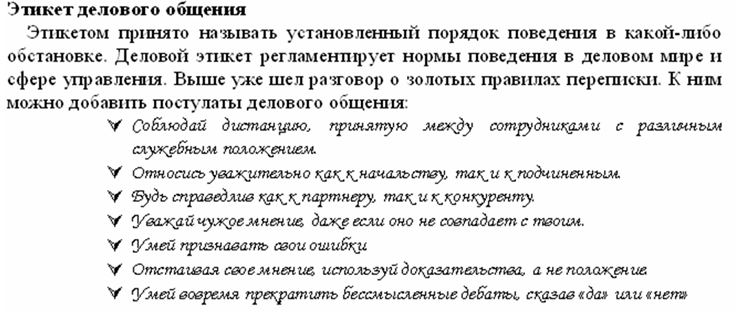 Этикет делового общения
Этикетом принято называть установленный порядок поведения в какой-либо
обстановке. Деловой этикет регламентирует нормы поведения в деловом мире и
сфере управления. Выше уже шел разговор о золотых правилах переписки. К ним
можно добавить постулаты делового общения:
Соблюдай дистанцию, принятую между сотрудниками с различным
служебным положением.
Относись уважительно как к начальству, так и к подчиненным.
Будь справедлив как к партнеру, так и к конкуренту.
Уважай чужое мнение, даже если оно не совпадает с твоим.
Умей признавать свои ошибки
Отстаивая свое мнение, используй доказательства, а не положение.
Умей вовремя прекратить бессмысленные дебаты, сказав «да» или «нет»